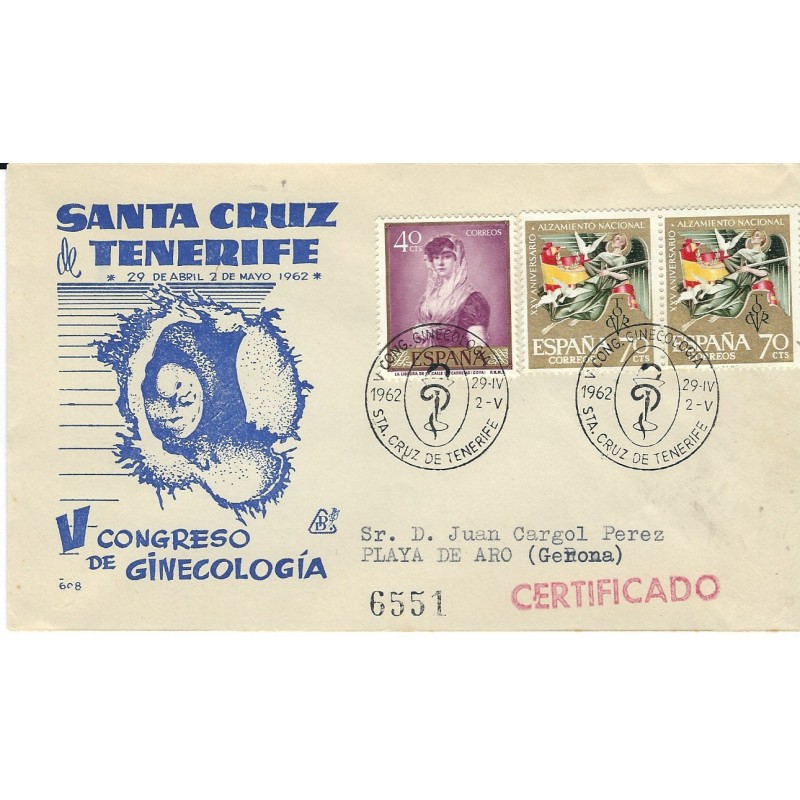 SANTA CRUZ
de TENERIFE
* 29 DE ABRIL 2 DE MAYO 1962 *
V CONGRESO
DE GINECOLOGÍA
608
40
CTS
CORREOS
ESPAÑA
XXV ANIVERSARIO
ALZAMIENTO NACIONAL
ESPAÑA 70
CORREOS CTS
XXV ANIVERSARIO
ALZAMIENTO NACIONAL
ESPAÑA 70
CORREOS CTS
V CONG. GINECOLOGIA
1962
29-IV
2-V
STA. CRUZ DE TENERIFE
V CONG. GINECOLOGIA
1962
29-IV
2-V
STA. CRUZ DE TENERIFE
Sr. D. Juan Cargol Perez
PLAYA DE ARO (Gerona)
6551
CERTIFICADO